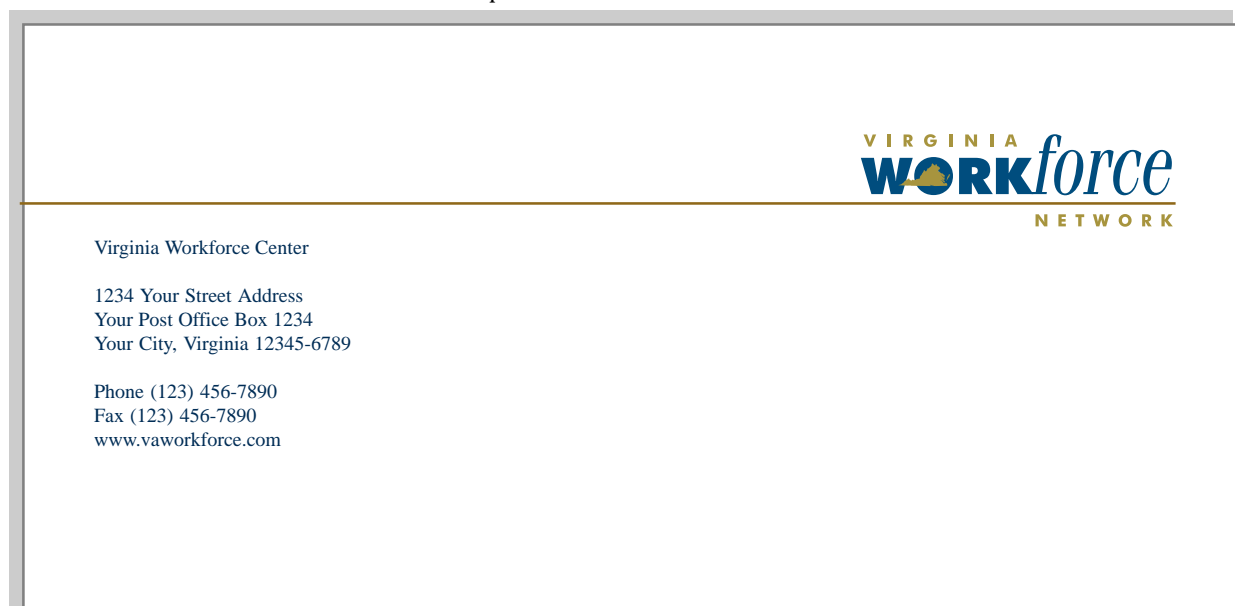 VIRGINIA
WORKforce
NETWORK
Virginia Workforce Center
1234 Your Street Address
Your Post Office Box 1234
Your City, Virginia 12345-6789
Phone (123) 456-7890
Fax (123) 456-7890
www.vaworkforce.com